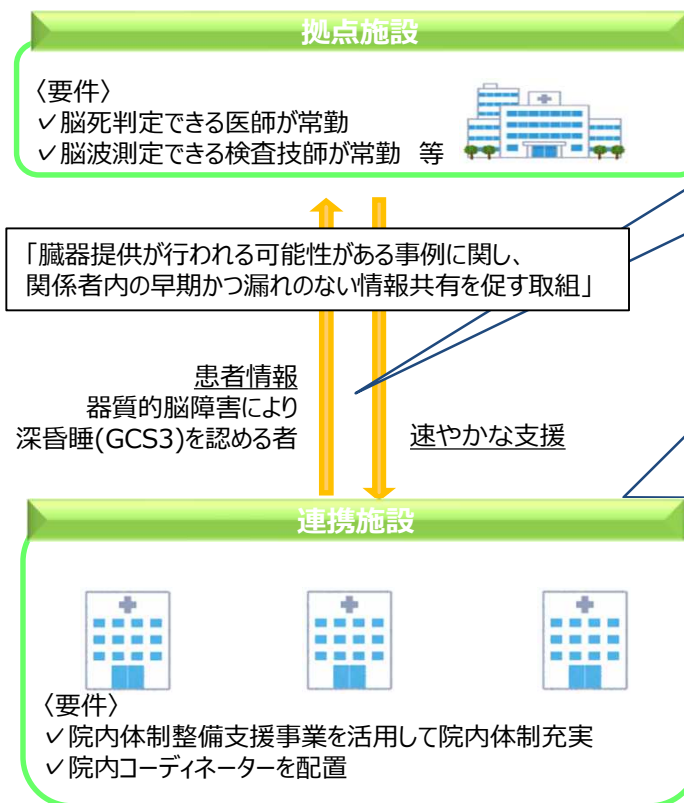 拠点施設
〈要件〉
✓脳死判定できる医師が常勤
✓脳波測定できる検査技師が常勤 等
「臓器提供が行われる可能性がある事例に関し、
関係者内の早期かつ漏れのない情報共有を促す取組」
患者情報
器質的脳障害により
深昏睡(GCS3)を認める者
速やかな支援
連携施設
〈要件〉
✓院内体制整備支援事業を活用して院内体制充実
✓院内コーディネーターを配置